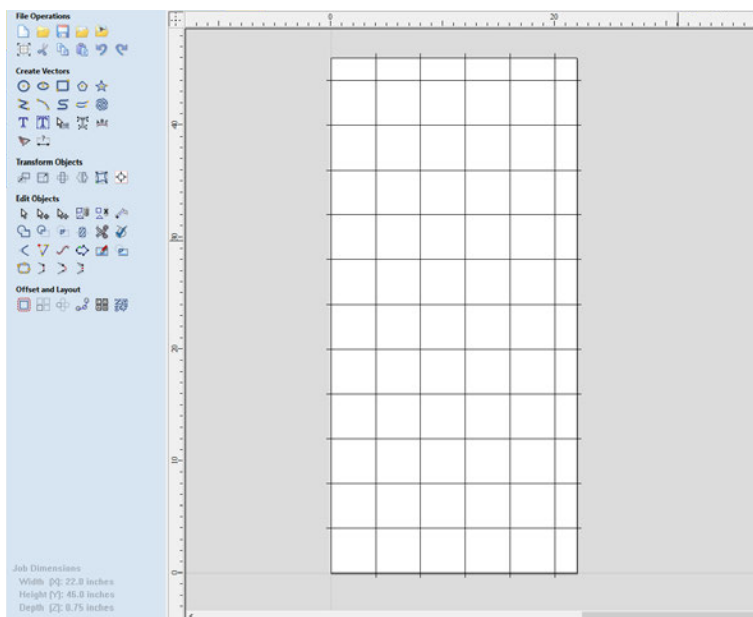 File Operations
Create Vectors
Transform Objects
Edit Objects
Offset and Layout
Job Dimensions
Width (X): 22.0 inches
Height (Y): 46.0 inches
Depth (Z): 0.75 inches
0
20
40
30
20
10
0